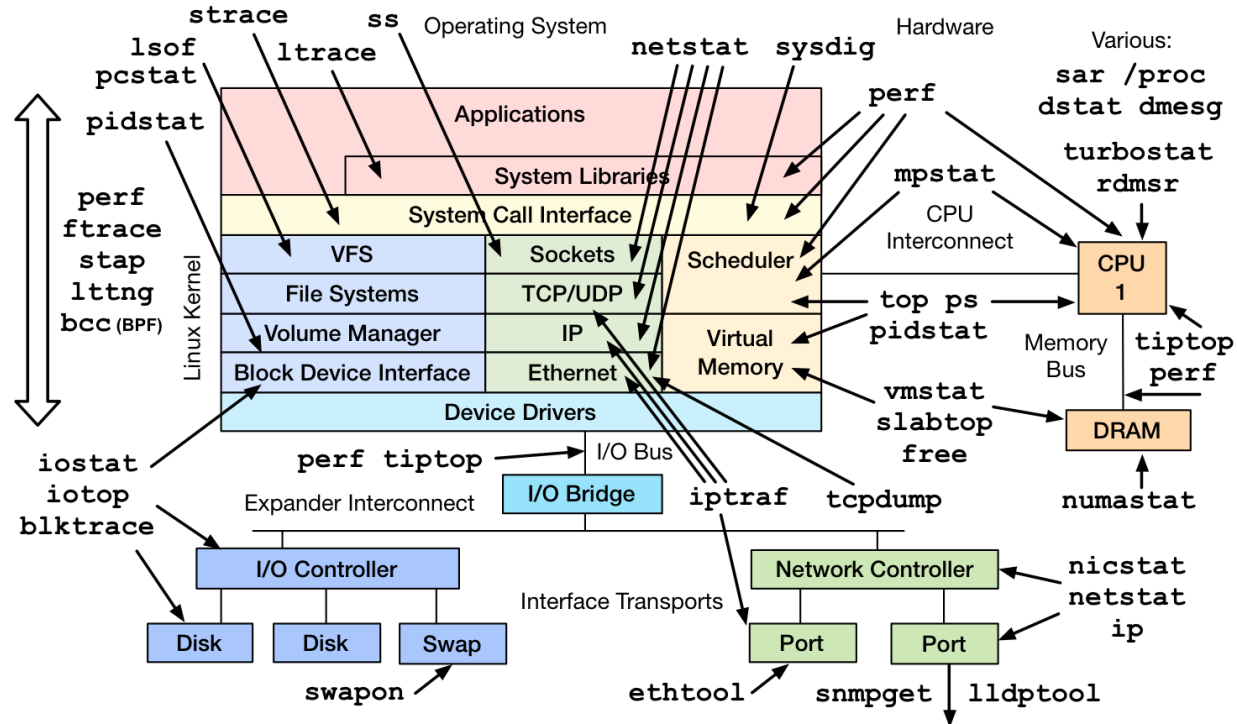 strace
ss
Operating System
Hardware
lsof
pcstat
ltrace
netstat
sysdig
Various:
sar /proc
dstat dmesg
pidstat
Applications
perf
turbostat
rdmsr
System Libraries
mpstat
perf
ftrace
stap
lttng
bcc (BPF)
System Call Interface
CPU
Interconnect
Linux Kernel
VFS
Sockets
Scheduler
CPU
1
File Systems
TCP/UDP
top ps
pidstat
Volume Manager
IP
Virtual
Memory
Memory
Bus
tiptop
perf
Block Device Interface
Ethernet
vmstat
slabtop
free
Device Drivers
DRAM
iostat
iotop
blktrace
perf tiptop
I/O Bus
Expander Interconnect
I/O Bridge
iptraf
tcpdump
numastat
I/O Controller
Network Controller
nicstat
netstat
ip
Interface Transports
Disk
Disk
Swap
Port
Port
swapon
ethtool
snmpget
lldptool